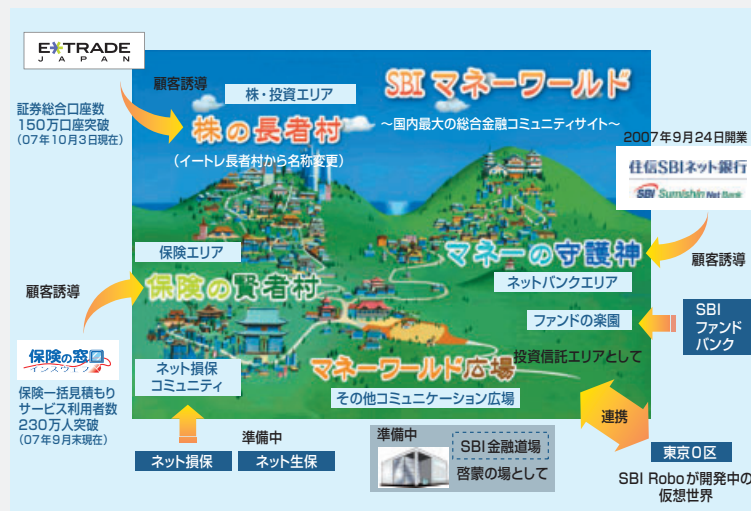 E*TRADE
JAPAN
顧客誘導
株・投資エリア
SBI マネーワールド
～国内最大の総合金融コミュニティサイト～
証券総合口座数
150万口座突破
(07年10月3日現在)
株の長者村
(イートレ長者村から名称変更)
2007年9月24日開業
住信SBIネット銀行
SBI Sumishin Net Bank
保険エリア
マネーの守護神
顧客誘導
ネットバンクエリア
顧客誘導
保険の賢者村
ファンドの楽園
SBI
ファンド
バンク
保険の窓口
インズウェブ
投資信託エリアとして
マネーワールド広場
ネット損保
コミュニティ
その他コミュニケーション広場
保険一括見積もり
サービス利用者数
230万人突破
(07年9月末現在)
連携
準備中
準備中
SBI金融道場
啓蒙の場として
ネット損保
ネット生保
東京0区
SBI Roboが開発中の
仮想世界